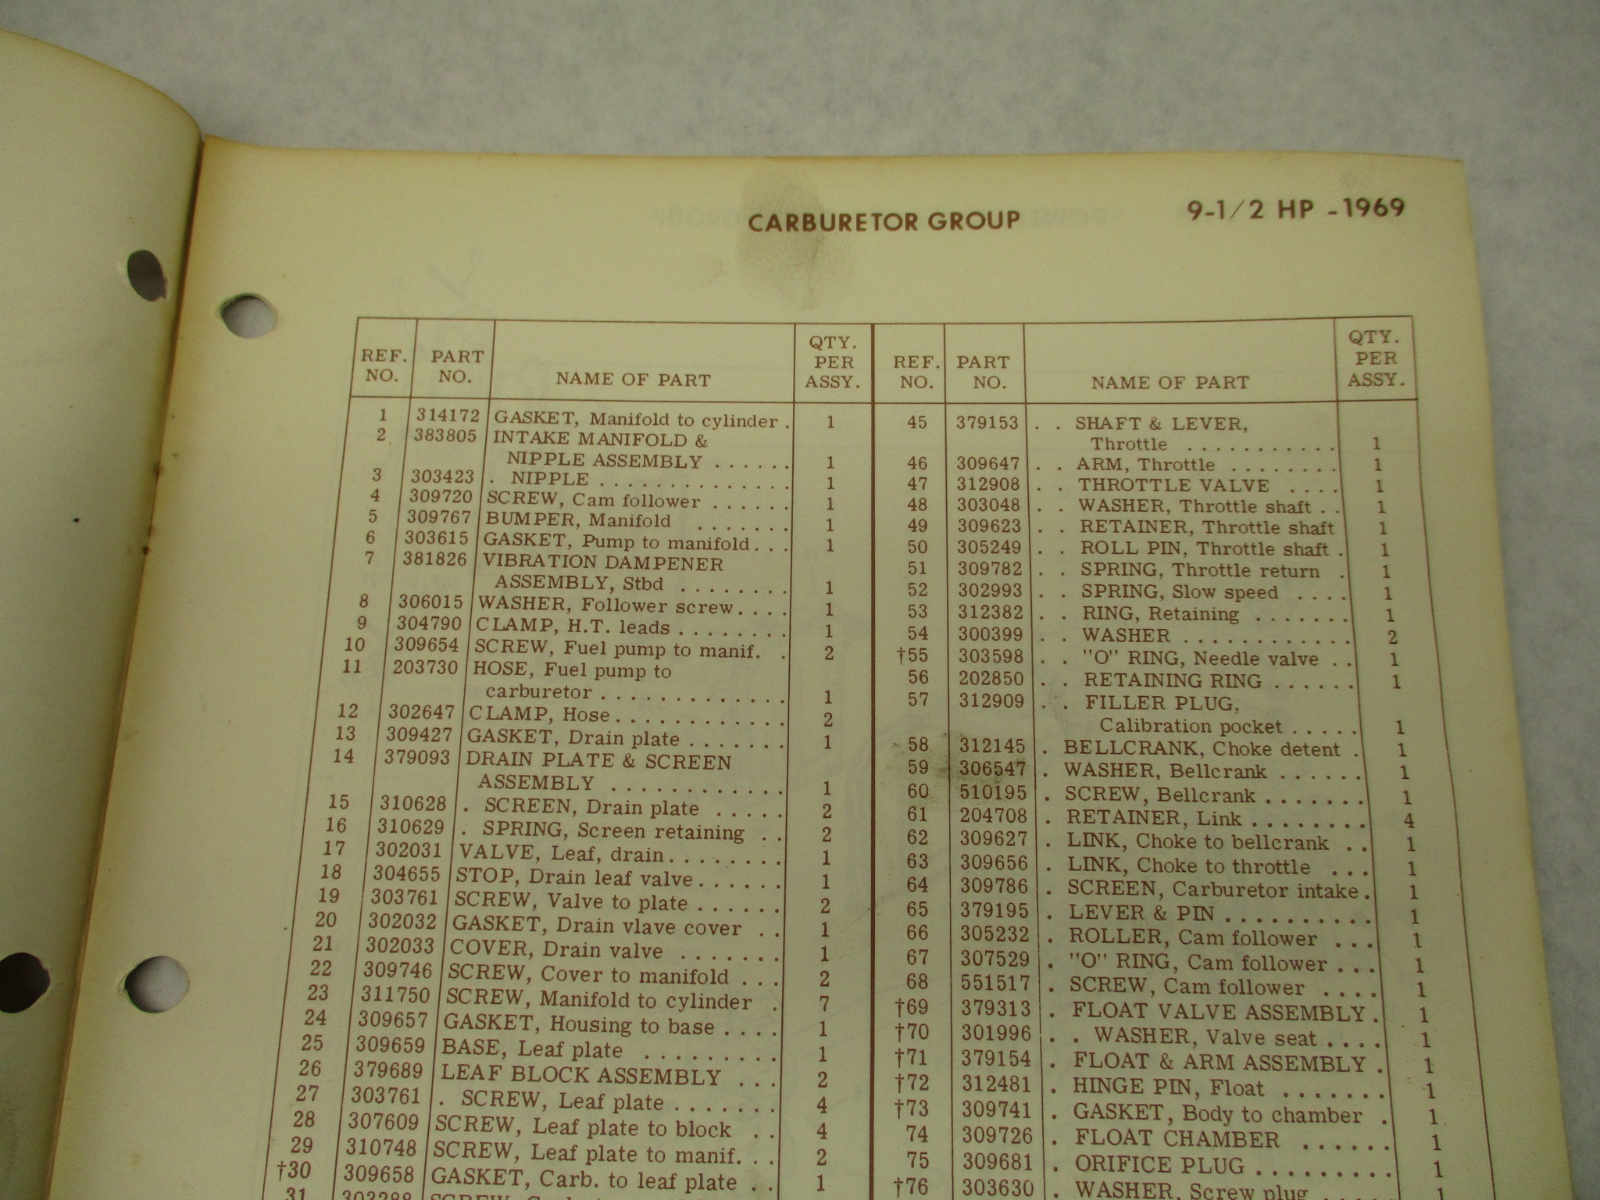 CARBURETOR GROUP
9-1/2 HP - 1969
REF. NO. PART NO. NAME OF PART QTY. PER ASSY.
1 314172 GASKET, Manifold to cylinder . 1
2 383805 INTAKE MANIFOLD &
NIPPLE ASSEMBLY . . . . . . 1
3 303423 . NIPPLE . . . . . . . . . . . . . . 1
4 309720 SCREW, Cam follower . . . . . . 1
5 309767 BUMPER, Manifold . . . . . . . 1
6 303615 GASKET, Pump to manifold . . . 1
7 381826 VIBRATION DAMPENER
ASSEMBLY, Stbd . . . . . . . . 1
8 306015 WASHER, Follower screw . . . . 1
9 304790 CLAMP, H.T. leads . . . . . . . . 1
10 309654 SCREW, Fuel pump to manif. . 2
11 203730 HOSE, Fuel pump to
carburetor . . . . . . . . . . . . . 1
12 302647 CLAMP, Hose . . . . . . . . . . . . 2
13 309427 GASKET, Drain plate . . . . . . . 1
14 379093 DRAIN PLATE & SCREEN
ASSEMBLY . . . . . . . . . . . . 1
15 310628 . SCREEN, Drain plate . . . . . 2
16 310629 . SPRING, Screen retaining . . 2
17 302031 VALVE, Leaf, drain . . . . . . . . 1
18 304655 STOP, Drain leaf valve . . . . . . 1
19 303761 SCREW, Valve to plate . . . . . . 2
20 302032 GASKET, Drain vlave cover . . 1
21 302033 COVER, Drain valve . . . . . . . 1
22 309746 SCREW, Cover to manifold . . . 2
23 311750 SCREW, Manifold to cylinder . 7
24 309657 GASKET, Housing to base . . . . 1
25 309659 BASE, Leaf plate . . . . . . . . . 1
26 379689 LEAF BLOCK ASSEMBLY . . . 2
27 303761 . SCREW, Leaf plate . . . . . . . 4
28 307609 SCREW, Leaf plate to block . . 4
29 310748 SCREW, Leaf plate to manif. . . 2
†30 309658 GASKET, Carb. to leaf plate . . 1
31 303288 SCREW,
REF. NO. PART NO. NAME OF PART QTY. PER ASSY.
45 379153 . . SHAFT & LEVER,
Throttle . . . . . . . . . . . 1
46 309647 . . ARM, Throttle . . . . . . . . 1
47 312908 . . THROTTLE VALVE . . . . 1
48 303048 . . WASHER, Throttle shaft . . 1
49 309623 . . RETAINER, Throttle shaft 1
50 305249 . . ROLL PIN, Throttle shaft . 1
51 309782 . . SPRING, Throttle return . 1
52 302993 . . SPRING, Slow speed . . . . 1
53 312382 . . RING, Retaining . . . . . . . 1
54 300399 . . WASHER . . . . . . . . . . . . 2
†55 303598 . . "O" RING, Needle valve . . 1
56 202850 . . RETAINING RING . . . . . . 1
57 312909 . . FILLER PLUG,
Calibration pocket . . . . . 1
58 312145 . BELLCRANK, Choke detent . 1
59 306547 . WASHER, Bellcrank . . . . . . 1
60 510195 . SCREW, Bellcrank . . . . . . . 1
61 204708 . RETAINER, Link . . . . . . . . 4
62 309627 . LINK, Choke to bellcrank . . 1
63 309656 . LINK, Choke to throttle . . . 1
64 309786 . SCREEN, Carburetor intake . 1
65 379195 . LEVER & PIN . . . . . . . . . . 1
66 305232 . ROLLER, Cam follower . . . 1
67 307529 . "O" RING, Cam follower . . . 1
68 551517 . SCREW, Cam follower . . . . 1
†69 379313 . FLOAT VALVE ASSEMBLY . 1
†70 301996 . . WASHER, Valve seat . . . . 1
†71 379154 . FLOAT & ARM ASSEMBLY . 1
†72 312481 . HINGE PIN, Float . . . . . . . 1
†73 309741 . GASKET, Body to chamber . 1
74 309726 . FLOAT CHAMBER . . . . . . 1
75 309681 . ORIFICE PLUG . . . . . . . . . 1
†76 303630 . WASHER, Screw plug . . . . . 1